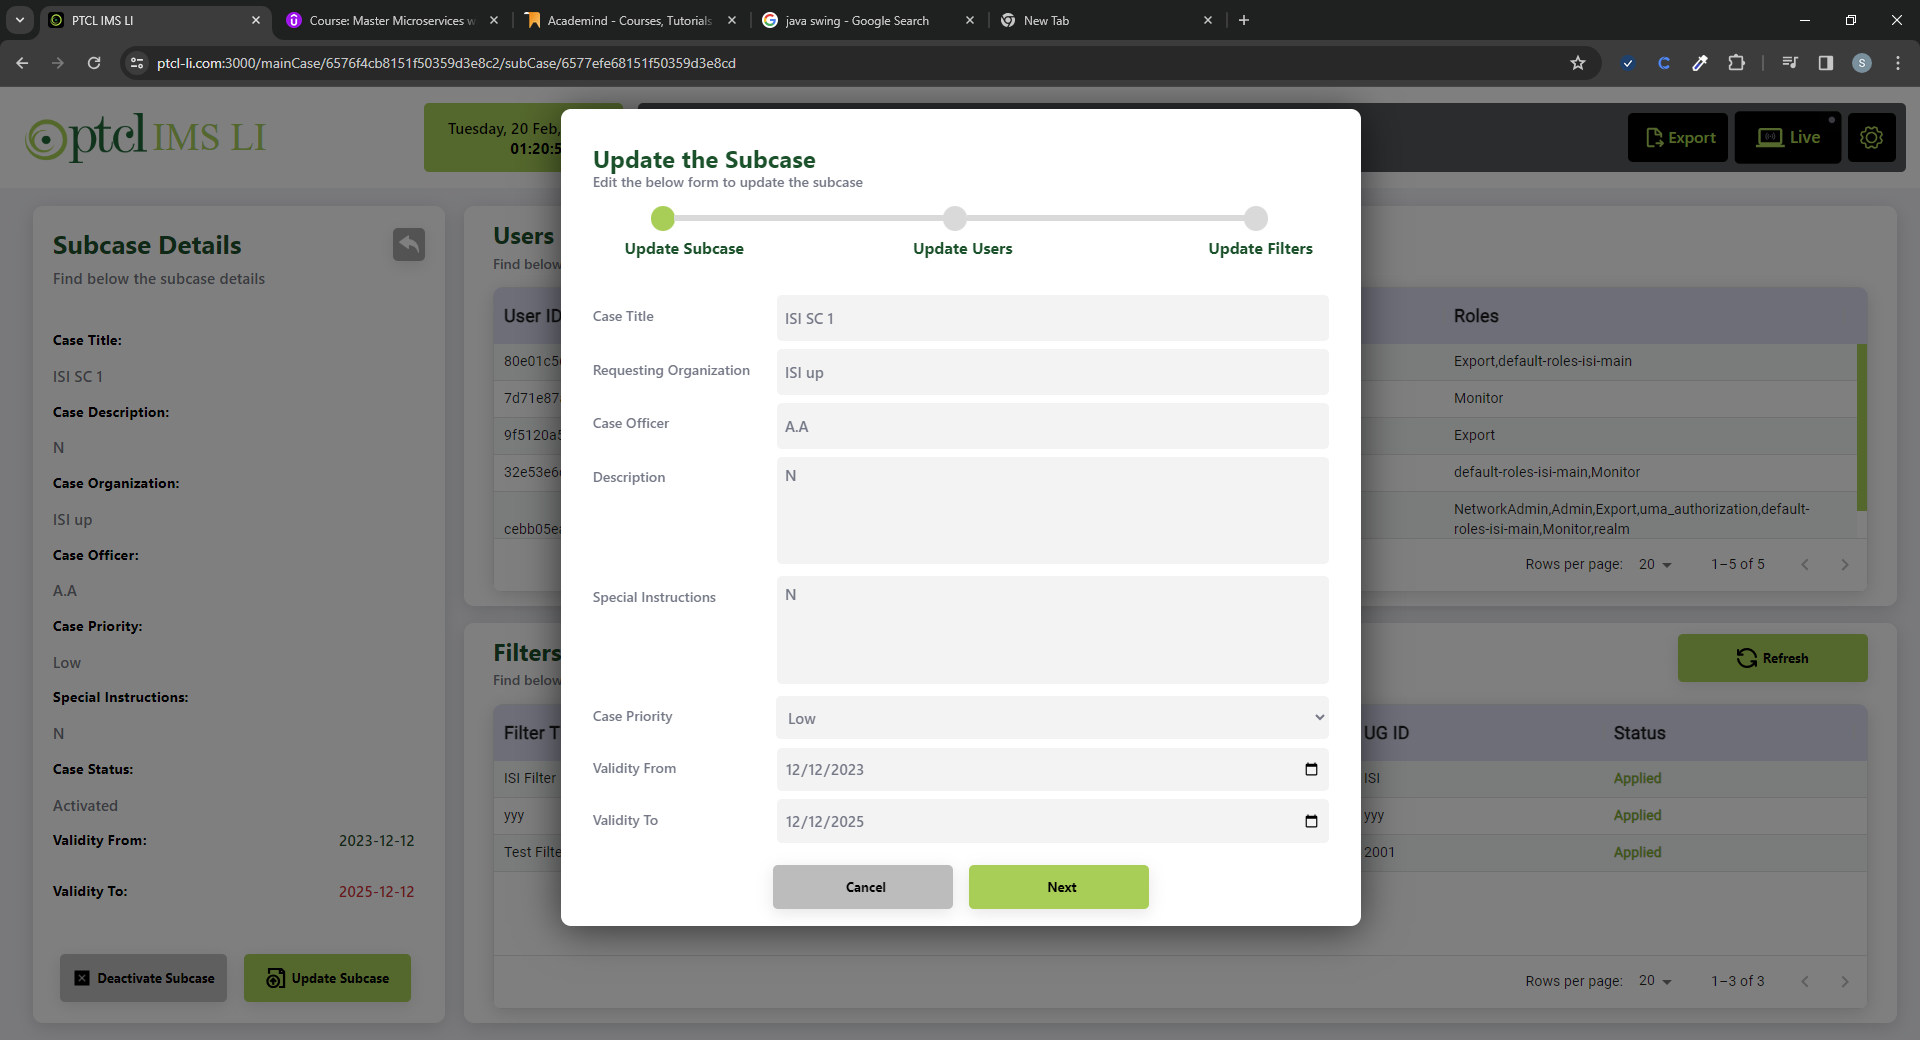 PTCL IMS LI
Course: Master Microservices w
Academind - Courses, Tutorials
java swing - Google Search
New Tab
ptcl-li.com:3000/mainCase/6576f4cb8151f50359d3e8c2/subCase/6577efe68151f50359d3e8cd
S
ptcl IMS LI
Tuesday, 20 Feb,
01:20:5
Export
Live
Subcase Details
Find below the subcase details
Case Title:
ISI SC 1
Case Description:
N
Case Organization:
ISI up
Case Officer:
A.A
Case Priority:
Low
Special Instructions:
N
Case Status:
Activated
Validity From: 2023-12-12
Validity To: 2025-12-12
Deactivate Subcase
Update Subcase
Update the Subcase
Edit the below form to update the subcase
Update Subcase
Update Users
Update Filters
Case Title ISI SC 1
Requesting Organization ISI up
Case Officer A.A
Description N
Special Instructions N
Case Priority Low
Validity From 12/12/2023
Validity To 12/12/2025
Cancel
Next
Users
Find below
User ID Roles
80e01c5 Export,default-roles-isi-main
7d71e87 Monitor
9f5120a5 Export
32e53e6 default-roles-isi-main,Monitor
cebb05ea NetworkAdmin,Admin,Export,uma_authorization,default-
roles-isi-main,Monitor,realm
Rows per page: 20 1–5 of 5
Filters
Find below
Refresh
Filter T UG ID Status
ISI Filter ISI Applied
yyy yyy Applied
Test Filte 2001 Applied
Rows per page: 20 1–3 of 3